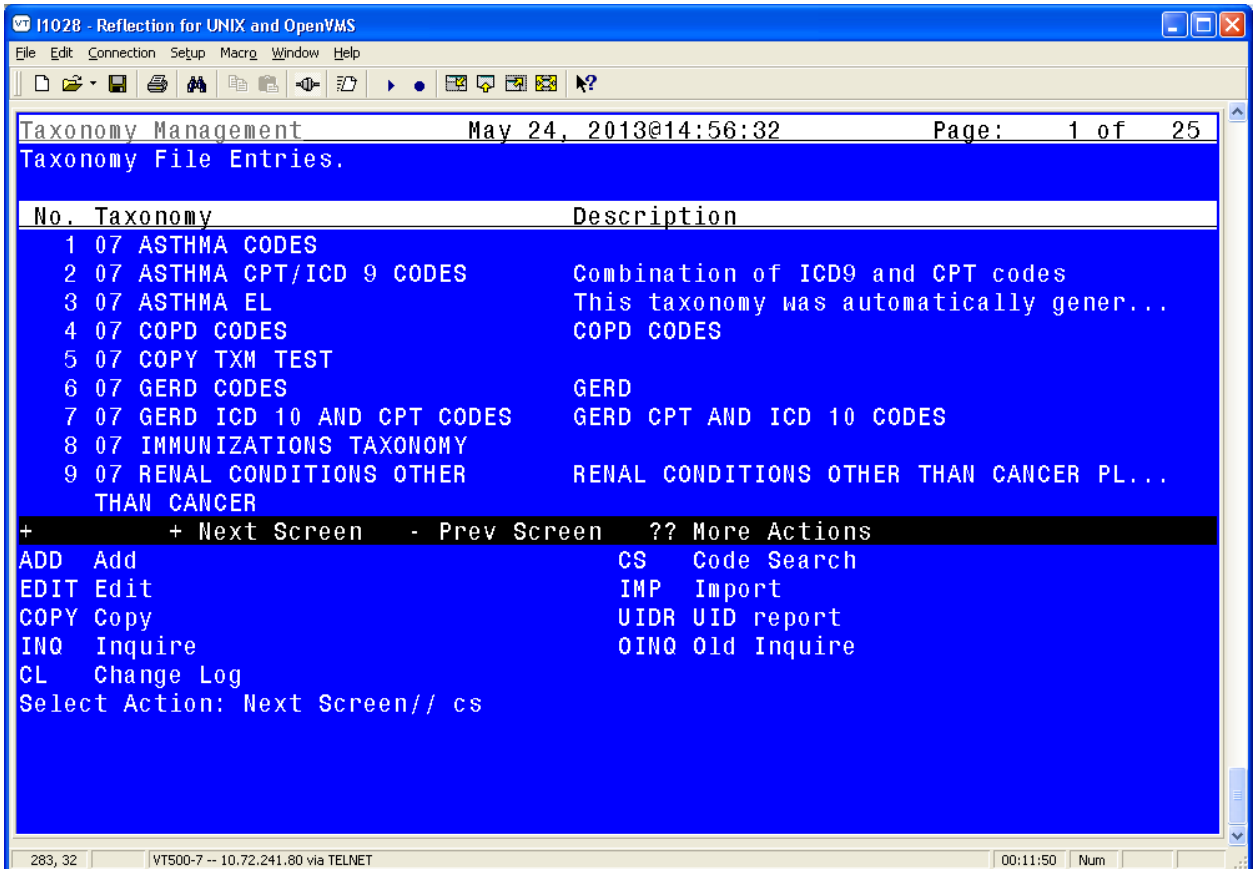 I1028 - Reflection for UNIX and OpenVMS
File Edit Connection Setup Macro Window Help
Taxonomy Management May 24, 2013@14:56:32 Page: 1 of 25
Taxonomy File Entries.
No. Taxonomy Description
1 07 ASTHMA CODES
2 07 ASTHMA CPT/ICD 9 CODES Combination of ICD9 and CPT codes
3 07 ASTHMA EL This taxonomy was automatically gener...
4 07 COPD CODES COPD CODES
5 07 COPY TXM TEST
6 07 GERD CODES GERD
7 07 GERD ICD 10 AND CPT CODES GERD CPT AND ICD 10 CODES
8 07 IMMUNIZATIONS TAXONOMY
9 07 RENAL CONDITIONS OTHER RENAL CONDITIONS OTHER THAN CANCER PL...
THAN CANCER
+ + Next Screen - Prev Screen ?? More Actions
ADD Add CS Code Search
EDIT Edit IMP Import
COPY Copy UIDR UID report
INQ Inquire OINQ Old Inquire
CL Change Log
Select Action: Next Screen// cs
283, 32 VT500-7 -- 10.72.241.80 via TELNET 00:11:50 Num